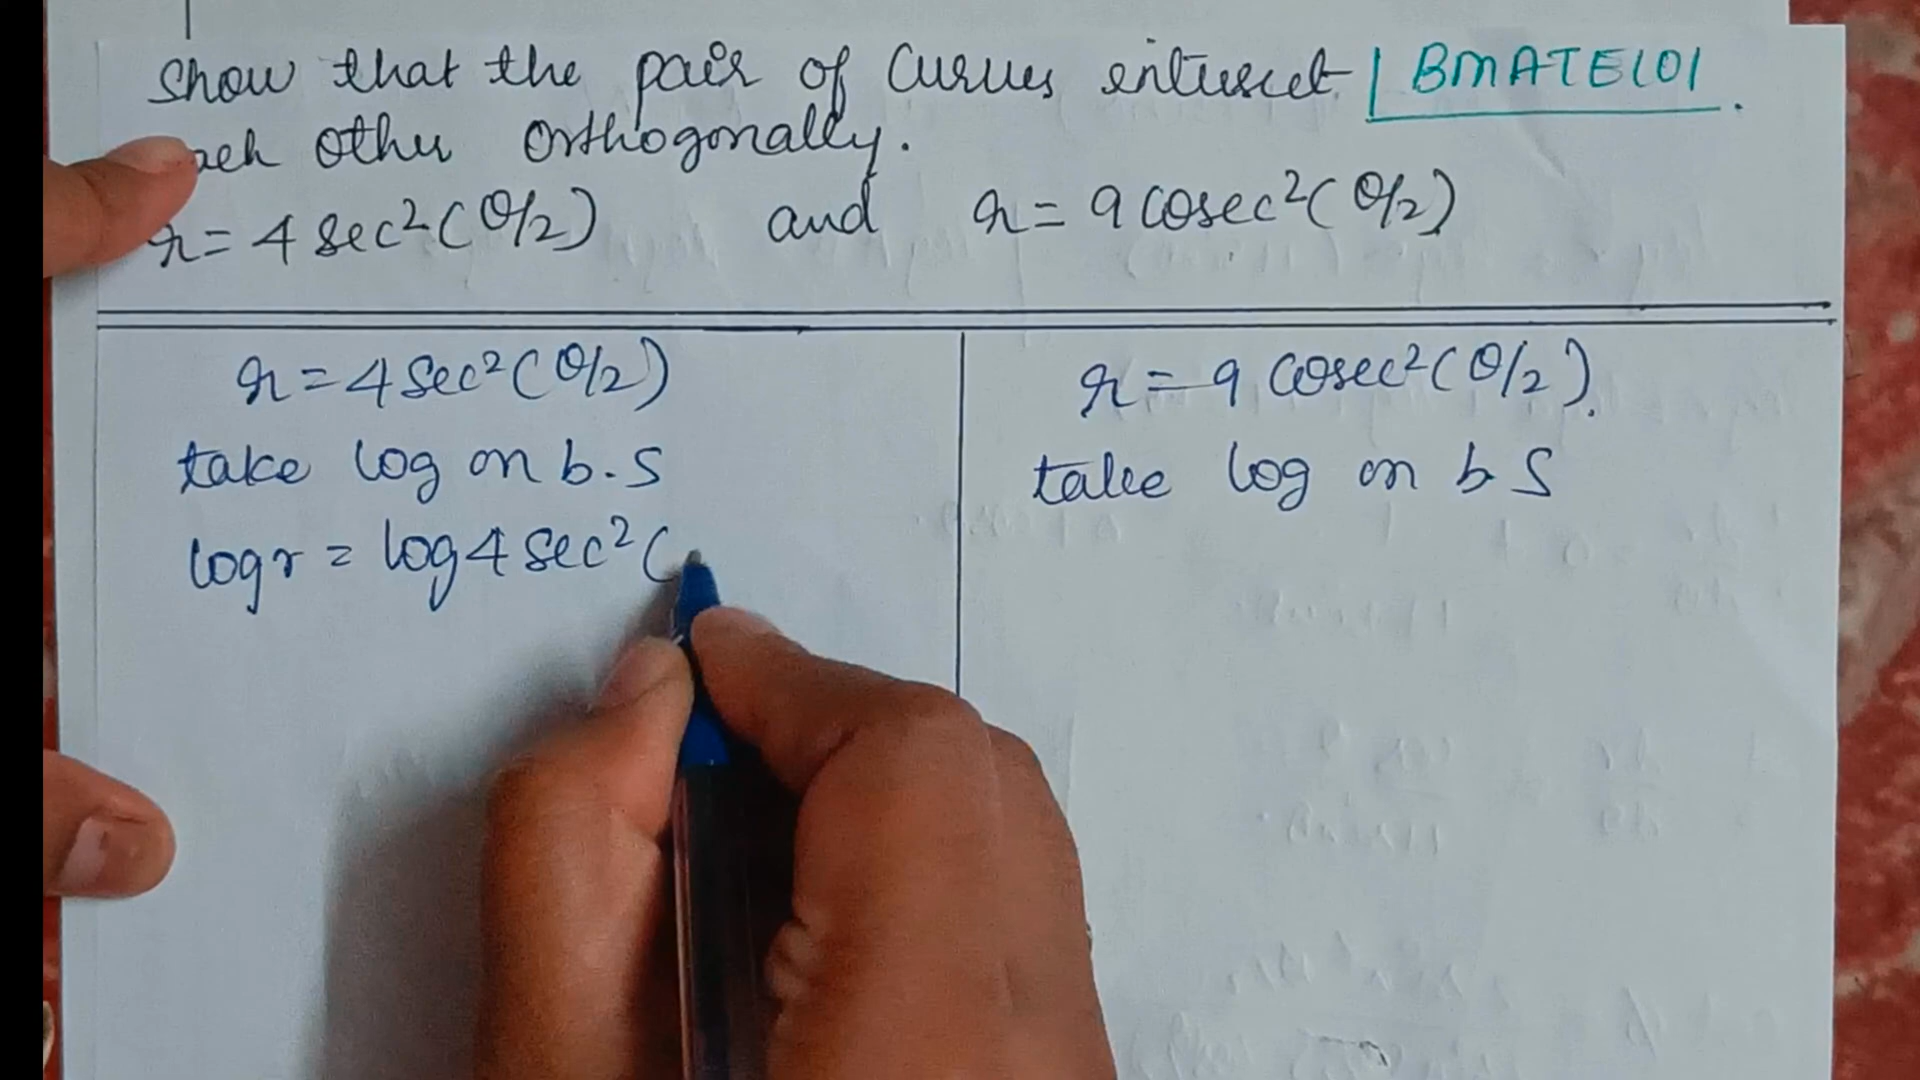 Show that the pair of Curves intersect BMATE101.
each other Orthogonally.
r = 4 Sec²(θ/2) and r = 9 cosec²(θ/2)
r = 4 Sec²(θ/2)
take log on b.S
log r = log 4 Sec²(
r = 9 Cosec²(θ/2).
take log on b S